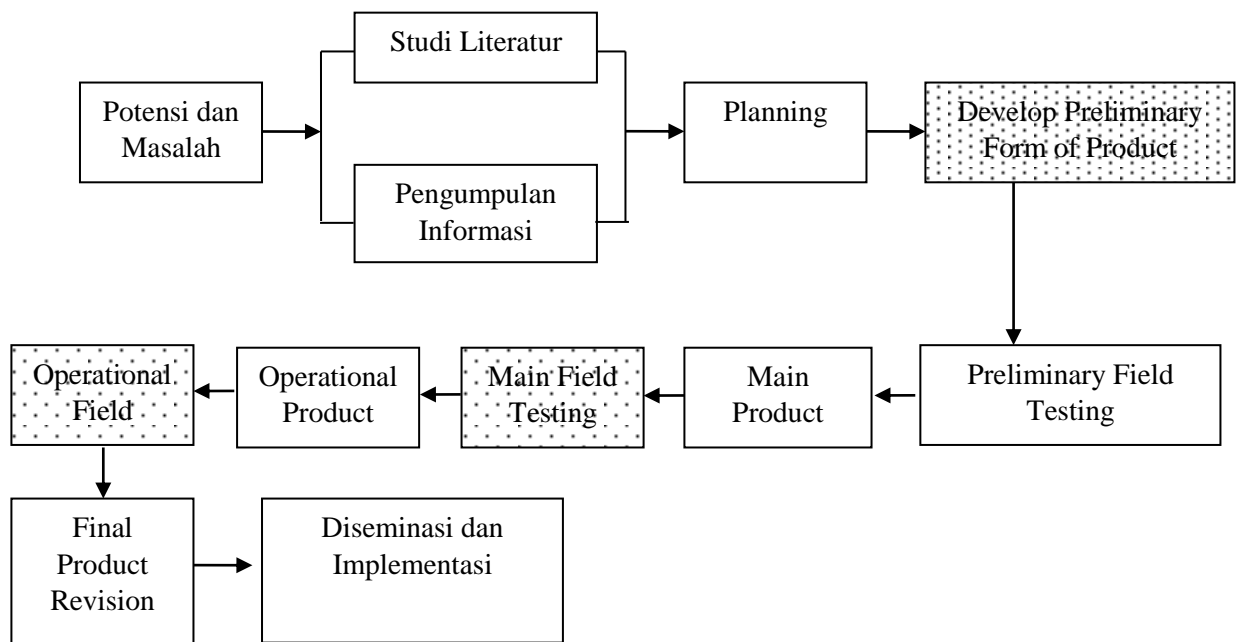 Studi Literatur
Potensi dan
Masalah
Pengumpulan
Informasi
Planning
Develop Preliminary
Form of Product
Preliminary Field
Testing
Main
Product
Main Field
Testing
Operational
Product
Operational
Field
Final
Product
Revision
Diseminasi dan
Implementasi